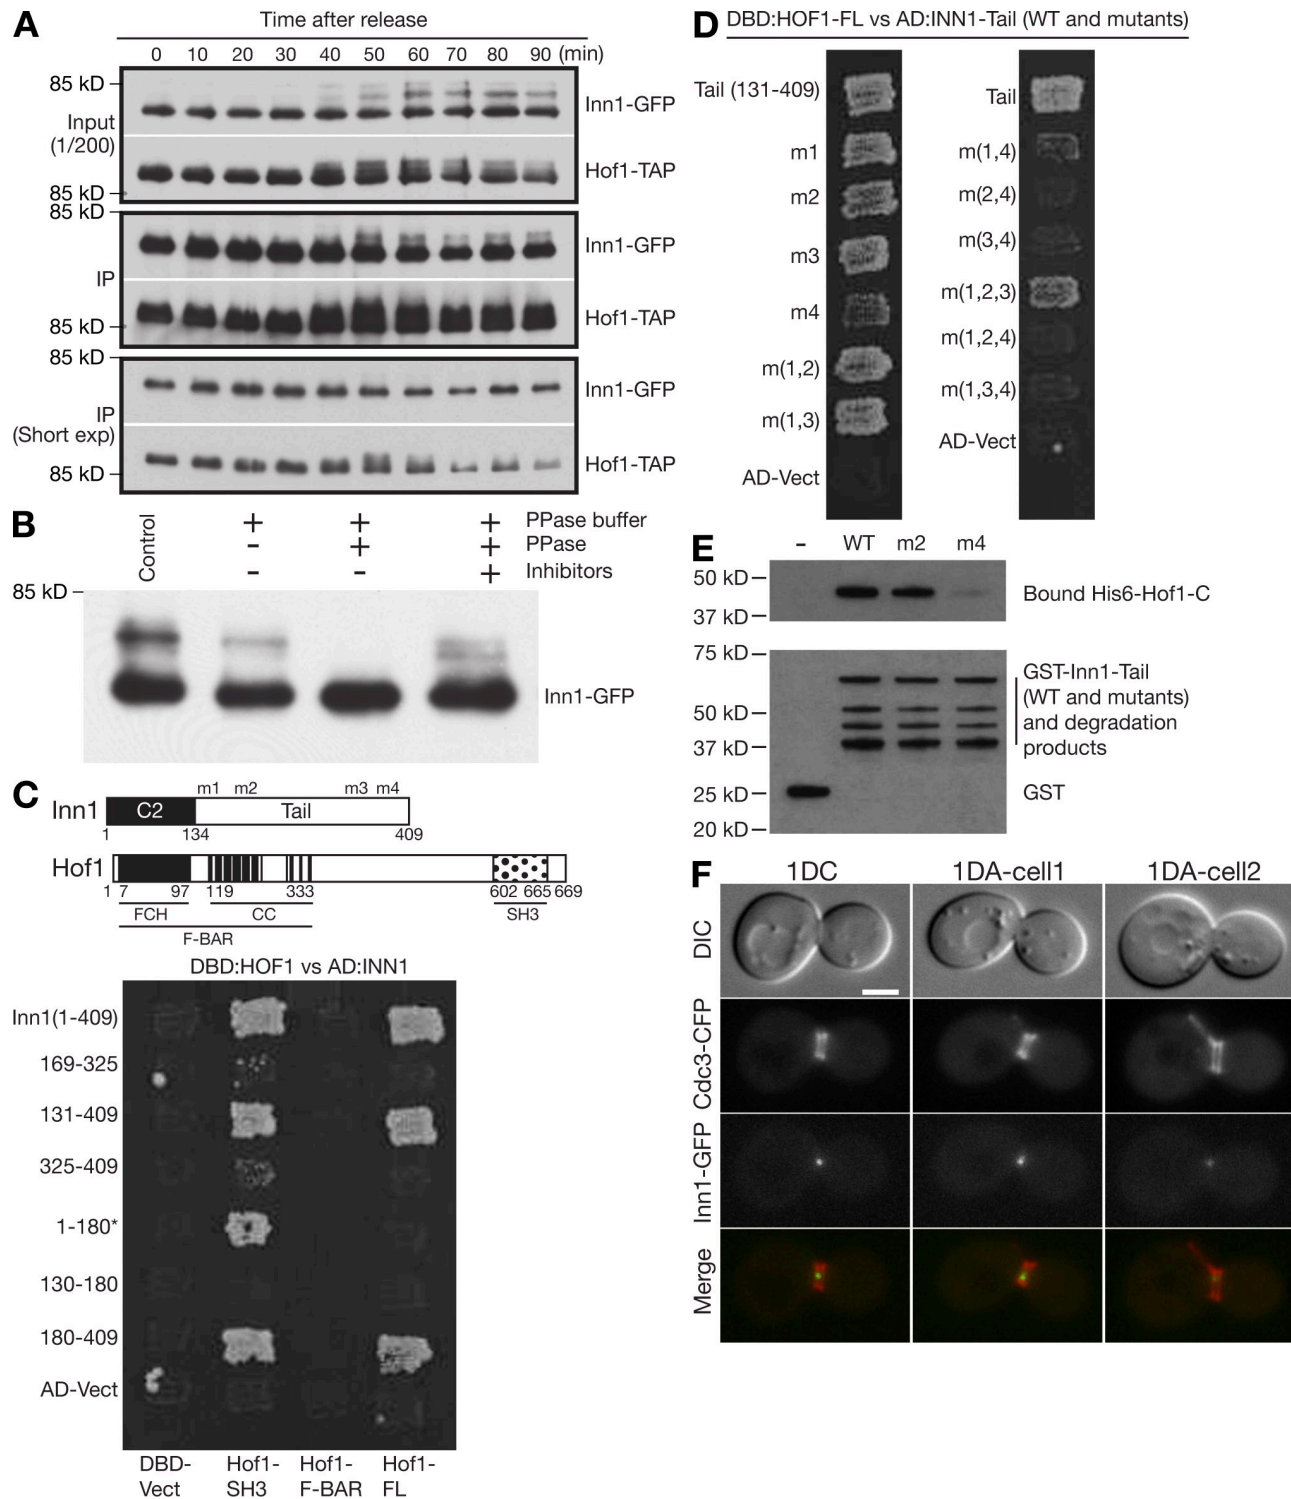 A
Time after release
0 10 20 30 40 50 60 70 80 90 (min)
85 kD
Input
(1/200)
Inn1-GFP
Hof1-TAP
85 kD
85 kD
Inn1-GFP
IP
Hof1-TAP
85 kD
85 kD
Inn1-GFP
IP
(Short exp)
Hof1-TAP
85 kD
B
Control
+ + + PPase buffer
- + + PPase
- - + Inhibitors
85 kD
Inn1-GFP
C
m1 m2 m3 m4
Inn1 C2 Tail
1 134 409
Hof1
1 7 97 119 333 602 665 669
FCH CC SH3
F-BAR
DBD:HOF1 vs AD:INN1
Inn1(1-409)
169-325
131-409
325-409
1-180*
130-180
180-409
AD-Vect
DBD-
Vect
Hof1-
SH3
Hof1-
F-BAR
Hof1-
FL
D
DBD:HOF1-FL vs AD:INN1-Tail (WT and mutants)
Tail (131-409)
m1
m2
m3
m4
m(1,2)
m(1,3)
AD-Vect
Tail
m(1,4)
m(2,4)
m(3,4)
m(1,2,3)
m(1,2,4)
m(1,3,4)
AD-Vect
E
- WT m2 m4
50 kD
37 kD
Bound His6-Hof1-C
75 kD
50 kD
37 kD
25 kD
20 kD
GST-Inn1-Tail
(WT and mutants)
and degradation
products
GST
F
1DC 1DA-cell1 1DA-cell2
DIC
Cdc3-CFP
Inn1-GFP
Merge